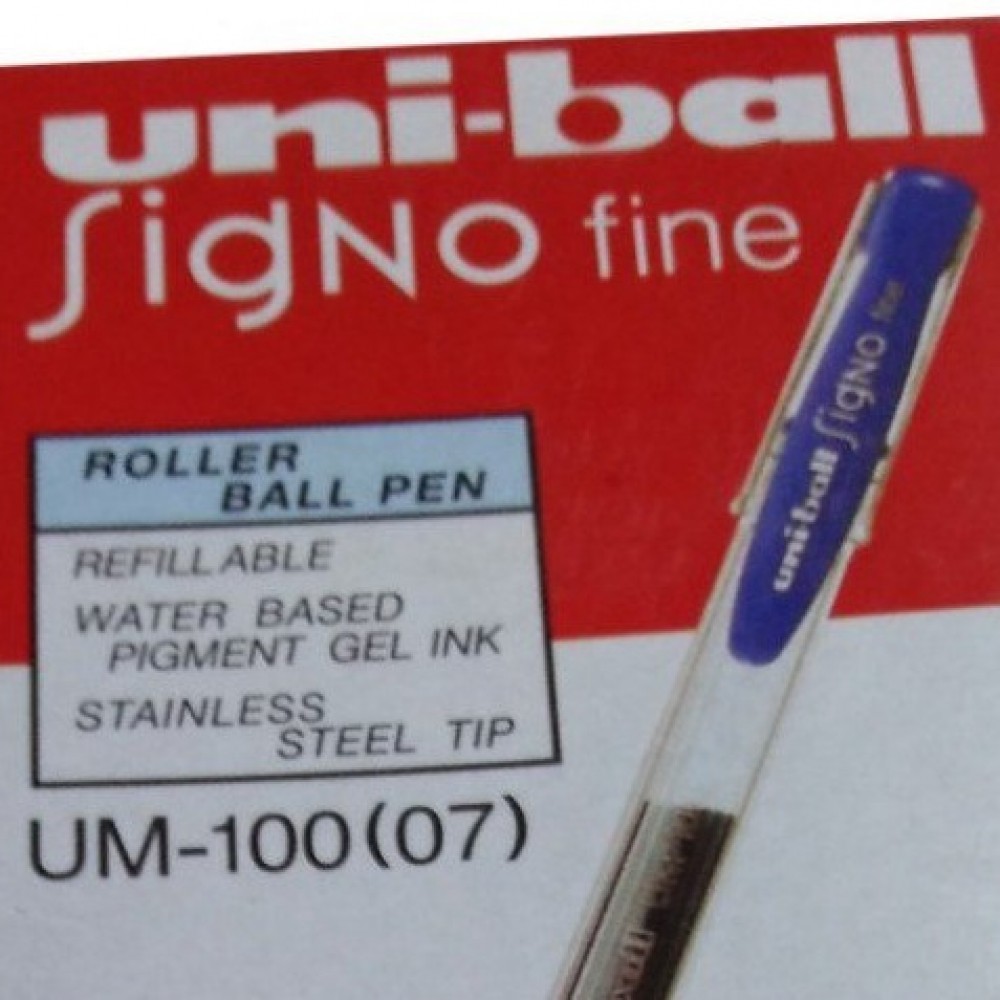 uni-ball
SigNo fine
ROLLER
BALL PEN
REFILLABLE
WATER BASED
PIGMENT GEL INK
STAINLESS
STEEL TIP
UM-100(07)
uni-ball SigNo fine